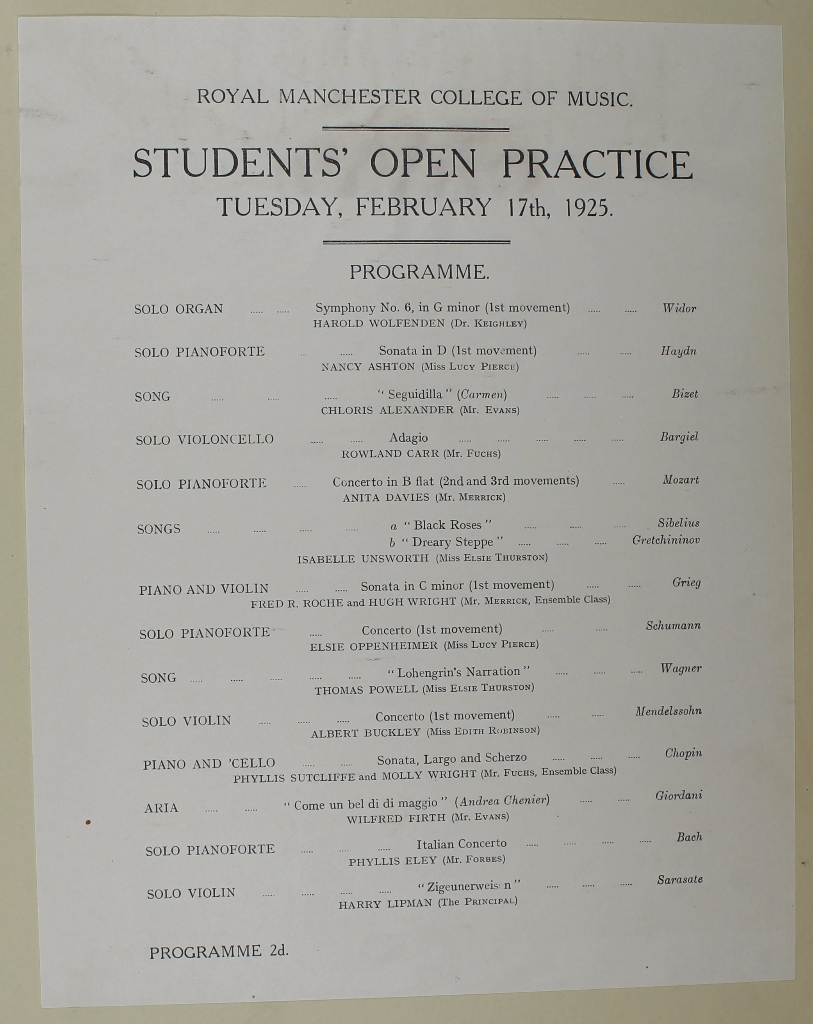 ROYAL MANCHESTER COLLEGE OF MUSIC.
STUDENTS' OPEN PRACTICE
TUESDAY, FEBRUARY 17th, 1925.
PROGRAMME.
SOLO ORGAN ..... ..... Symphony No. 6, in G minor (1st movement) ..... ..... Widor
HAROLD WOLFENDEN (Dr. KEIGHLEY)
SOLO PIANOFORTE ..... Sonata in D (1st movement) ..... ..... Haydn
NANCY ASHTON (Miss LUCY PIERCE)
SONG ..... ..... ..... "Seguidilla" (Carmen) ..... ..... ..... Bizet
CHLORIS ALEXANDER (Mr. EVANS)
SOLO VIOLONCELLO ..... ..... Adagio ..... ..... ..... ..... ..... Bargiel
ROWLAND CARR (Mr. FUCHS)
SOLO PIANOFORTE ..... Concerto in B flat (2nd and 3rd movements) ..... Mozart
ANITA DAVIES (Mr. MERRICK)
SONGS ..... ..... ..... ..... a "Black Roses" ..... ..... ..... Sibelius
b "Dreary Steppe" ..... ..... ..... Gretchininov
ISABELLE UNSWORTH (Miss ELSIE THURSTON)
PIANO AND VIOLIN ..... ..... Sonata in C minor (1st movement) ..... ..... Grieg
FRED R. ROCHE and HUGH WRIGHT (Mr. MERRICK, Ensemble Class)
SOLO PIANOFORTE ..... Concerto (1st movement) ..... ..... Schumann
ELSIE OPPENHEIMER (Miss LUCY PIERCE)
SONG ..... ..... ..... ..... ..... "Lohengrin's Narration" ..... ..... ..... Wagner
THOMAS POWELL (Miss ELSIE THURSTON)
SOLO VIOLIN ..... ..... ..... Concerto (1st movement) ..... ..... Mendelssohn
ALBERT BUCKLEY (Miss EDITH ROBINSON)
PIANO AND 'CELLO ..... ..... Sonata, Largo and Scherzo ..... ..... ..... Chopin
PHYLLIS SUTCLIFFE and MOLLY WRIGHT (Mr. FUCHS, Ensemble Class)
ARIA ..... ..... "Come un bel di di maggio" (Andrea Chenier) ..... ..... Giordani
WILFRED FIRTH (Mr. EVANS)
SOLO PIANOFORTE ..... ..... ..... Italian Concerto ..... ..... ..... ..... Bach
PHYLLIS ELEY (Mr. FORBES)
SOLO VIOLIN ..... ..... ..... ..... "Zigeunerweisen" ..... ..... ..... Sarasate
HARRY LIPMAN (The PRINCIPAL)
PROGRAMME 2d.